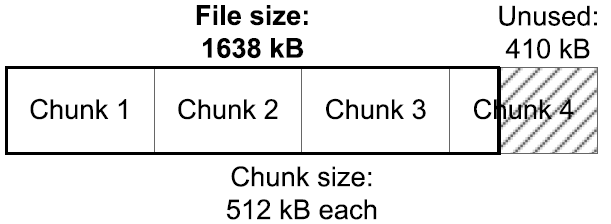 File size:
1638 kB
Unused:
410 kB
Chunk 1
Chunk 2
Chunk 3
Chunk 4
Chunk size:
512 kB each